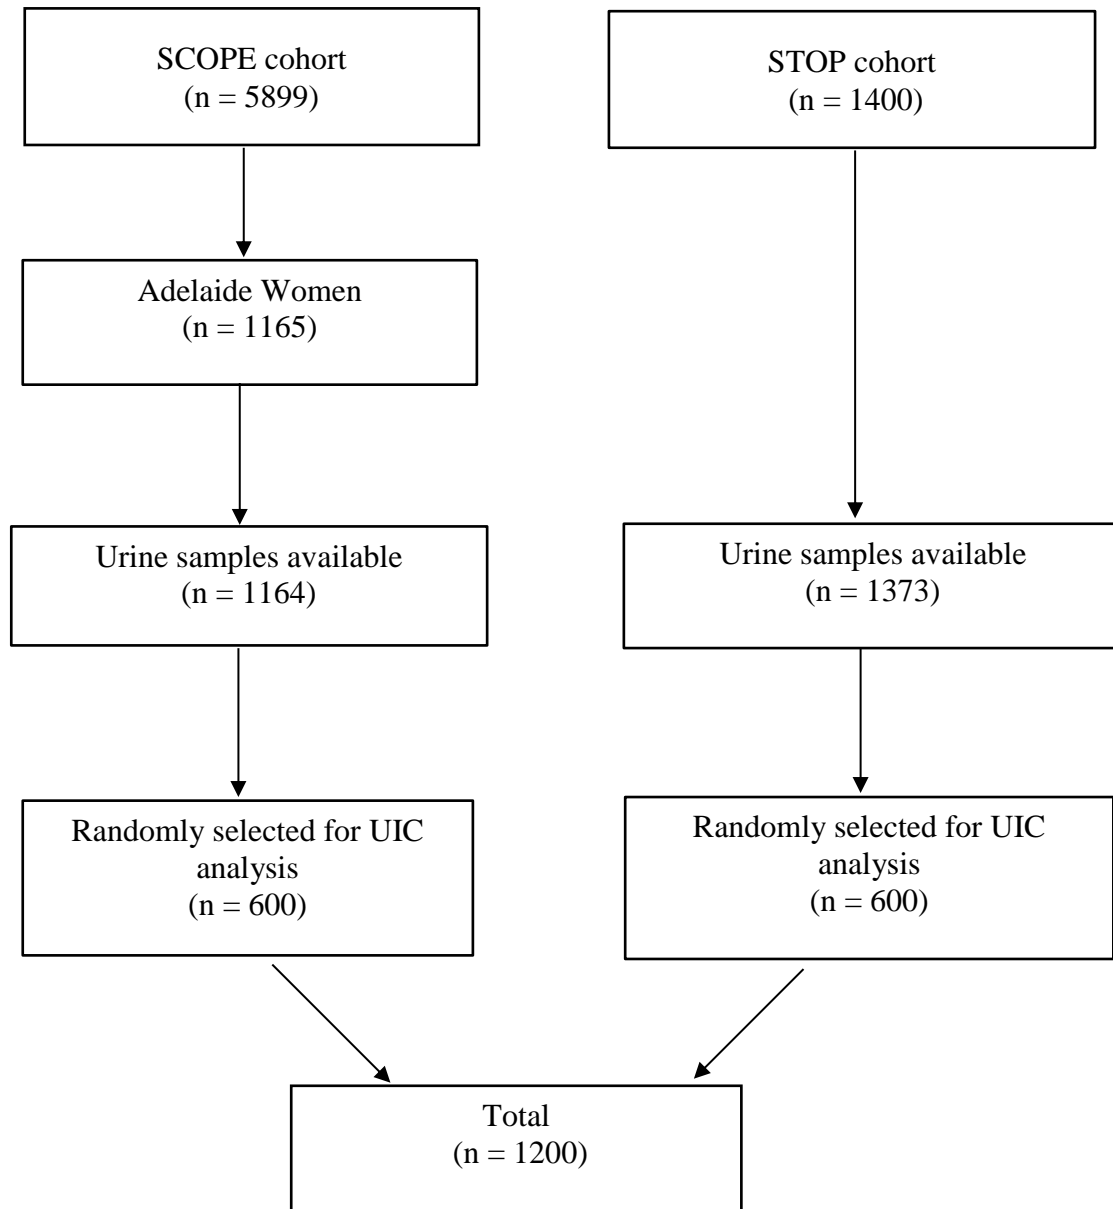 SCOPE cohort
(n = 5899)
STOP cohort
(n = 1400)
Adelaide Women
(n = 1165)
Urine samples available
(n = 1164)
Urine samples available
(n = 1373)
Randomly selected for UIC
analysis
(n = 600)
Randomly selected for UIC
analysis
(n = 600)
Total
(n = 1200)